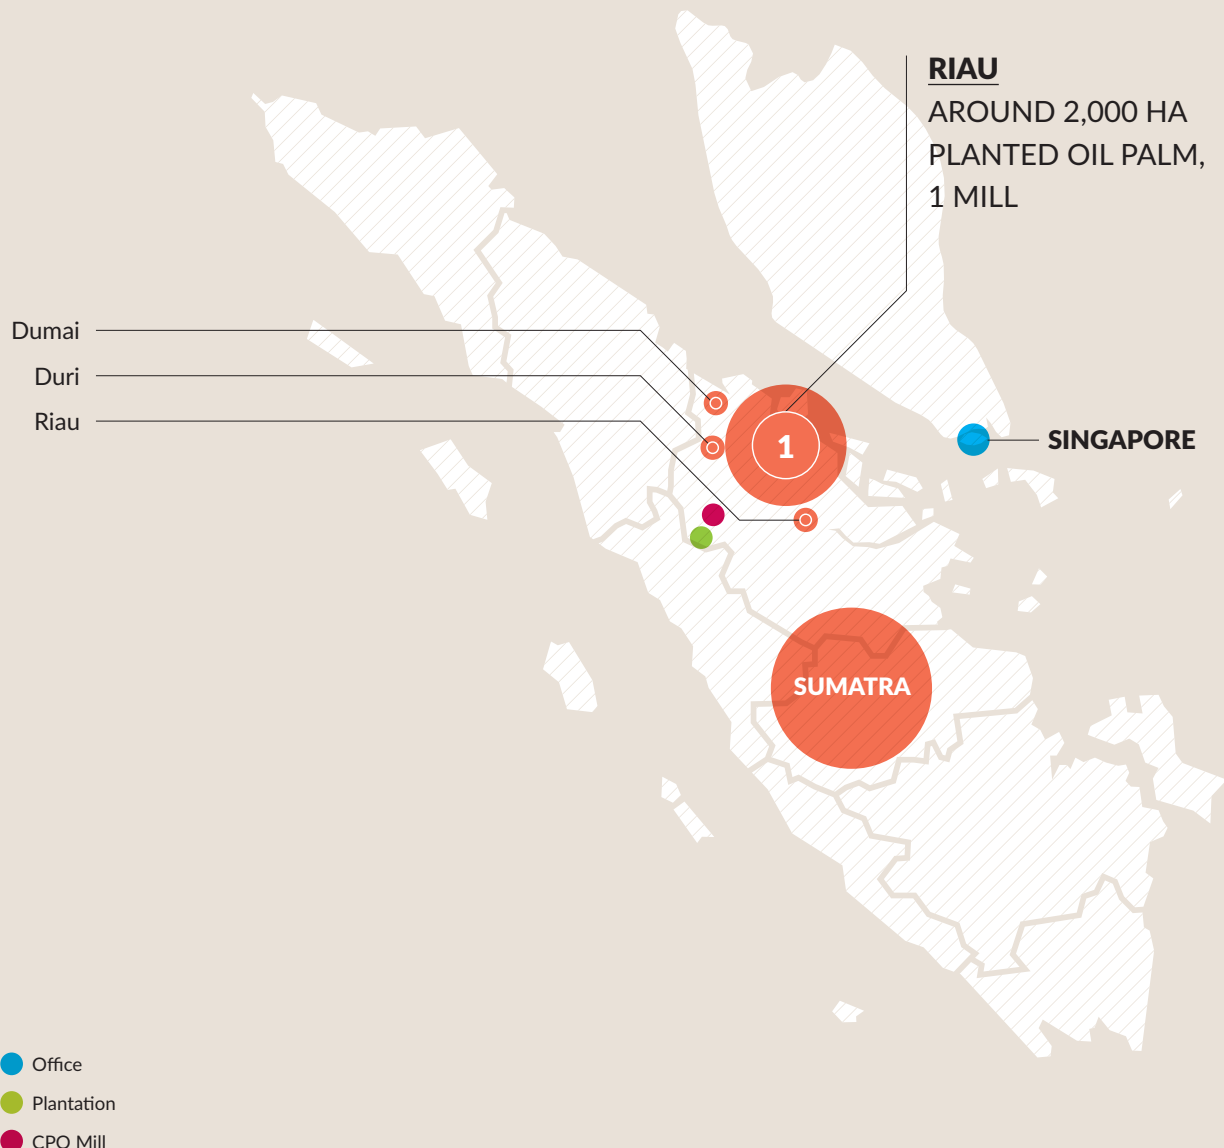 RIAU
AROUND 2,000 HA
PLANTED OIL PALM,
1 MILL
Dumai
Duri
Riau
1
SINGAPORE
SUMATRA
Office
Plantation
CPO Mill